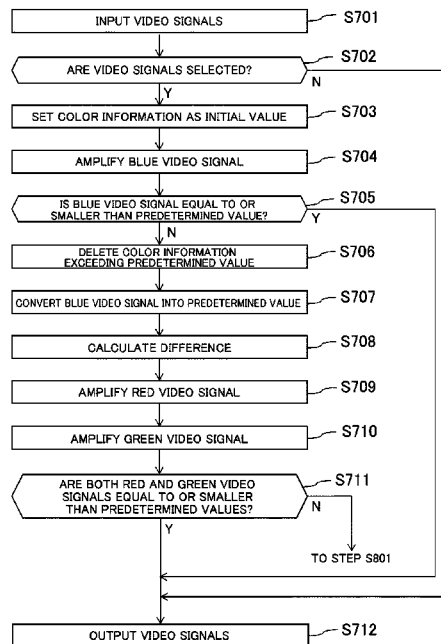 INPUT VIDEO SIGNALS
S701
ARE VIDEO SIGNALS SELECTED?
S702
N
Y
SET COLOR INFORMATION AS INITIAL VALUE
S703
AMPLIFY BLUE VIDEO SIGNAL
S704
IS BLUE VIDEO SIGNAL EQUAL TO OR
SMALLER THAN PREDETERMINED VALUE?
S705
Y
N
DELETE COLOR INFORMATION
EXCEEDING PREDETERMINED VALUE
S706
CONVERT BLUE VIDEO SIGNAL INTO PREDETERMINED VALUE
S707
CALCULATE DIFFERENCE
S708
AMPLIFY RED VIDEO SIGNAL
S709
AMPLIFY GREEN VIDEO SIGNAL
S710
ARE BOTH RED AND GREEN VIDEO
SIGNALS EQUAL TO OR SMALLER
THAN PREDETERMINED VALUES?
S711
N
Y
TO STEP S801
OUTPUT VIDEO SIGNALS
S712